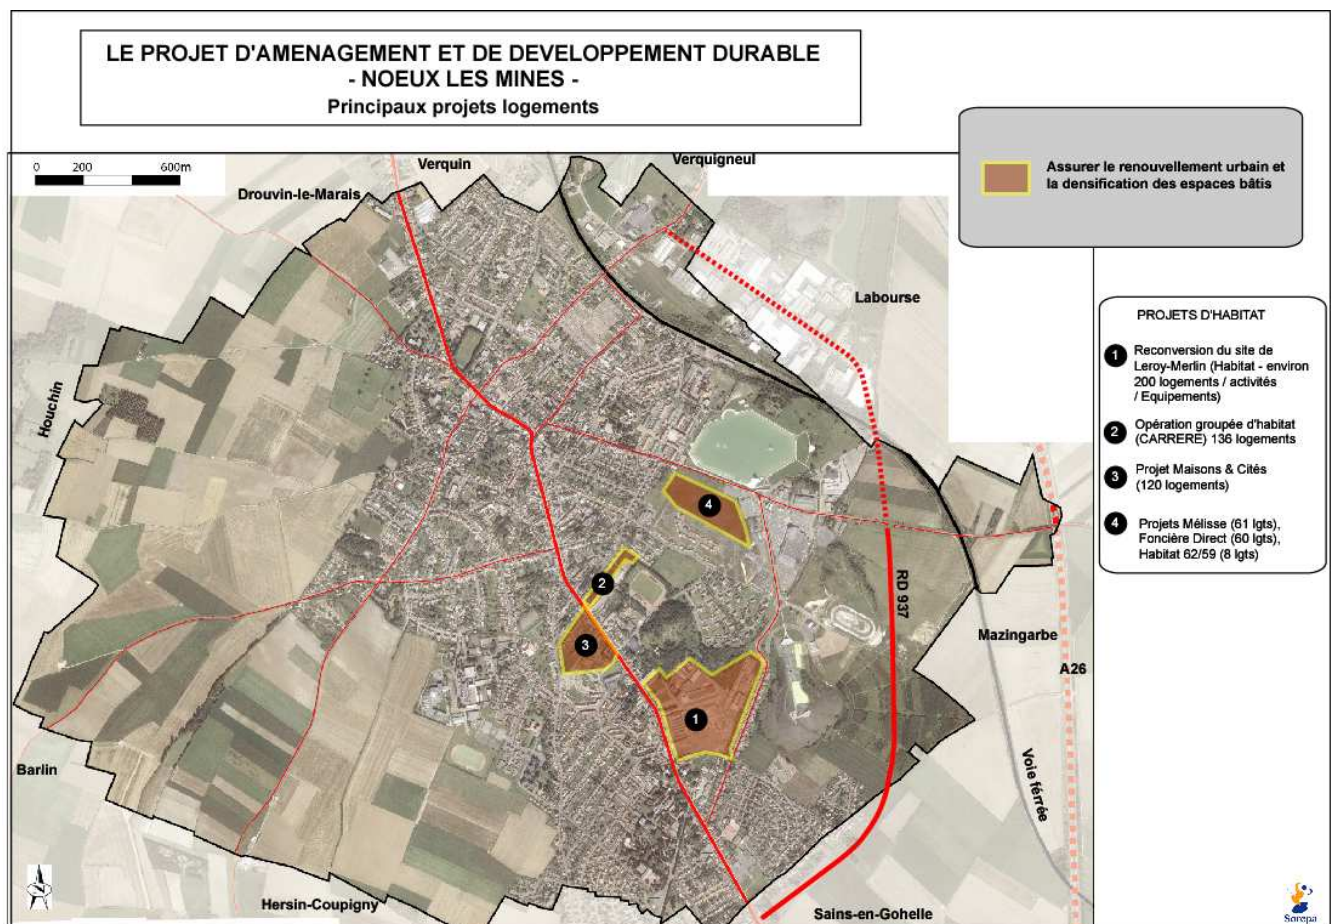 LE PROJET D'AMENAGEMENT ET DE DEVELOPPEMENT DURABLE
- NOEUX LES MINES -
Principaux projets logements
Assurer le renouvellement urbain et
la densification des espaces bâtis
0 200 600m
Verquin
Verquigneul
Drouvin-le-Marais
Labourse
Houchin
PROJETS D'HABITAT
1 Reconversion du site de
Leroy-Merlin (Habitat - environ
200 logements / activités
/ Equipements)
2 Opération groupée d'habitat
(CARRERE) 136 logements
3 Projet Maisons & Cités
(120 logements)
4 Projets Mélisse (61 lgts),
Foncière Direct (60 lgts),
Habitat 62/59 (8 lgts)
4
2
3
1
RD 937
Mazingarbe
A26
Voie férrée
Barlin
Hersin-Coupigny
Sains-en-Gohelle
N
Sorepa